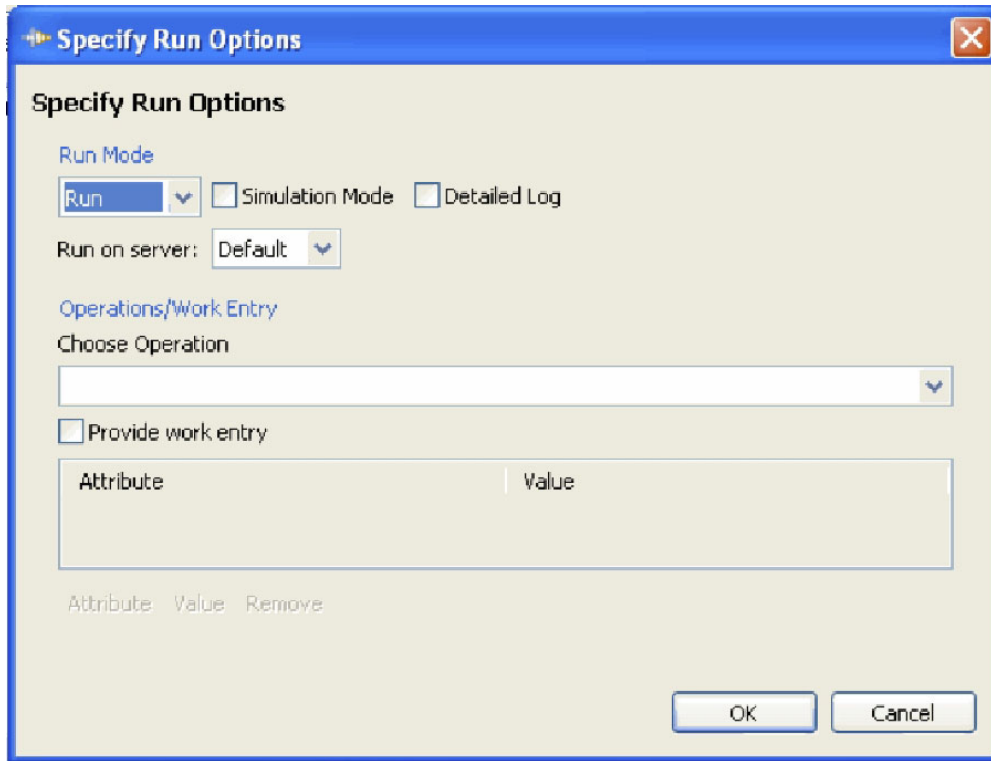 Specify Run Options
Specify Run Options
Run Mode
Run Simulation Mode Detailed Log
Run on server: Default
Operations/Work Entry
Choose Operation
Provide work entry
Attribute Value
Attribute Value Remove
OK Cancel